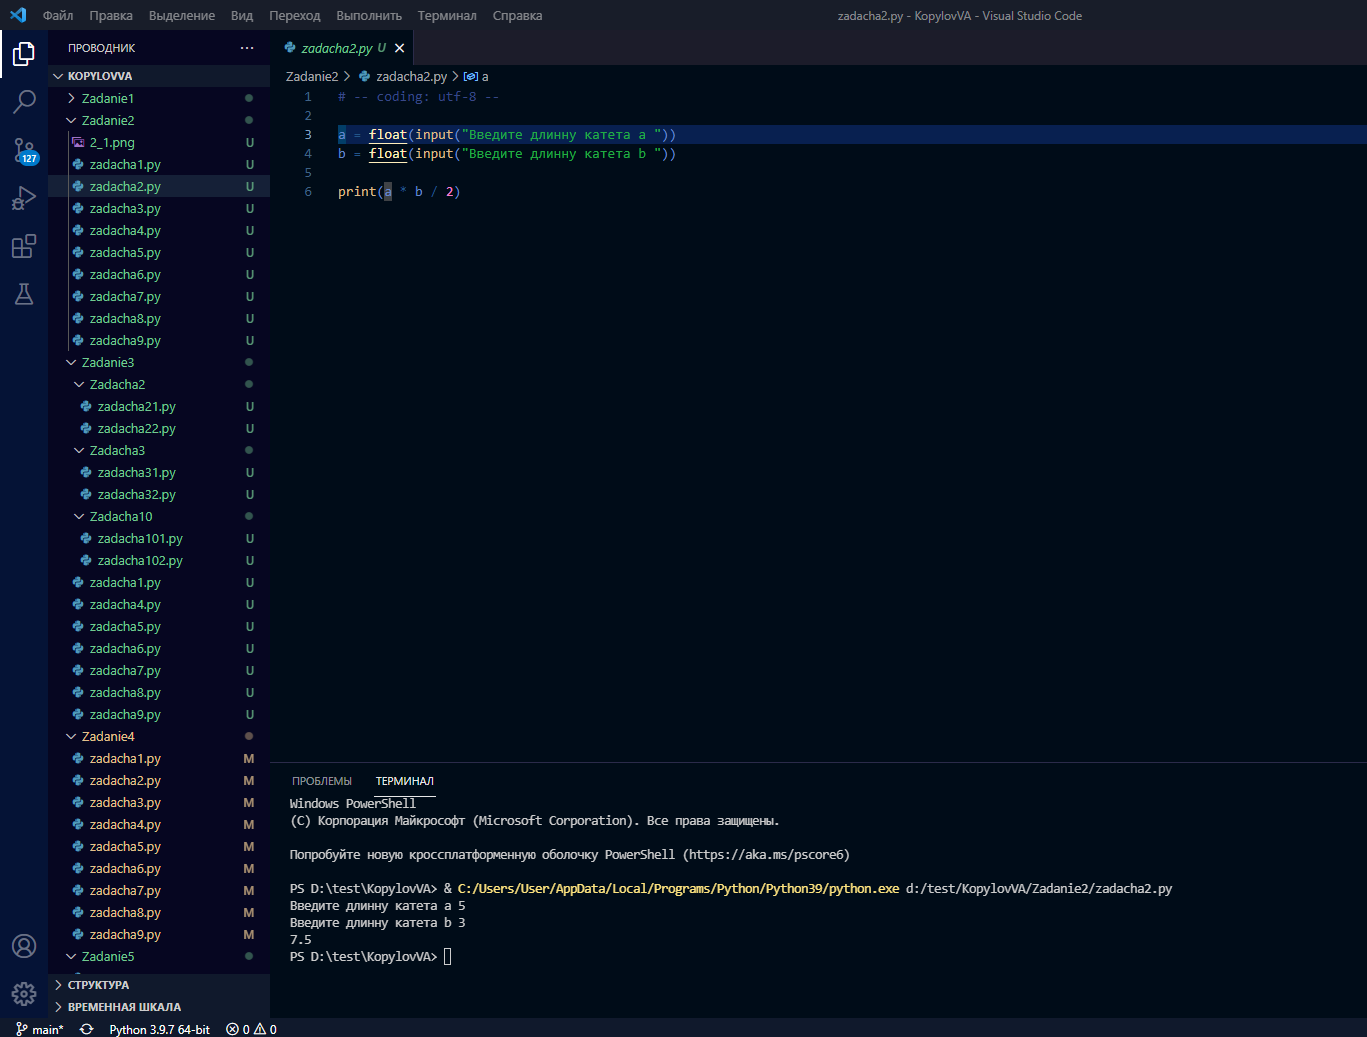 Файл Правка Выделение Вид Переход Выполнить Терминал Справка zadacha2.py - KopylovVA - Visual Studio Code
ПРОВОДНИК ···
zadacha2.py U
KOPYLOVVA
Zadanie2 > zadacha2.py > a
Zadanie1
Zadanie2
2_1.png U
zadacha1.py U
zadacha2.py U
zadacha3.py U
zadacha4.py U
zadacha5.py U
zadacha6.py U
zadacha7.py U
zadacha8.py U
zadacha9.py U
Zadanie3
Zadacha2
zadacha21.py U
zadacha22.py U
Zadacha3
zadacha31.py U
zadacha32.py U
Zadacha10
zadacha101.py U
zadacha102.py U
zadacha1.py U
zadacha4.py U
zadacha5.py U
zadacha6.py U
zadacha7.py U
zadacha8.py U
zadacha9.py U
Zadanie4
zadacha1.py M
zadacha2.py M
zadacha3.py M
zadacha4.py M
zadacha5.py M
zadacha6.py M
zadacha7.py M
zadacha8.py M
zadacha9.py M
Zadanie5
СТРУКТУРА
ВРЕМЕННАЯ ШКАЛА
127
1 # -- coding: utf-8 --
2
3 a = float(input("Введите длинну катета a "))
4 b = float(input("Введите длинну катета b "))
5
6 print(a * b / 2)
ПРОБЛЕМЫ ТЕРМИНАЛ
Windows PowerShell
(C) Корпорация Майкрософт (Microsoft Corporation). Все права защищены.
Попробуйте новую кроссплатформенную оболочку PowerShell (https://aka.ms/pscore6)
PS D:\test\KopylovVA> & C:/Users/User/AppData/Local/Programs/Python/Python39/python.exe d:/test/KopylovVA/Zadanie2/zadacha2.py
Введите длинну катета a 5
Введите длинну катета b 3
7.5
PS D:\test\KopylovVA>
main* Python 3.9.7 64-bit 0 0